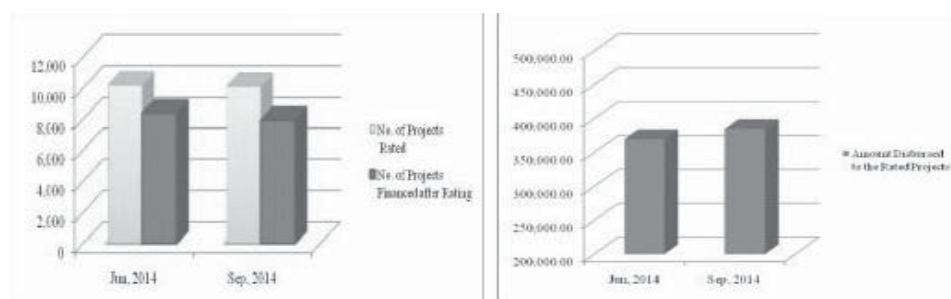 12,000
10,000
8,000
6,000
4,000
2,000
0
Jun, 2014
Sep, 2014
No. of Projects
Rated
No. of Projects
Financed after Rating
500,000.00
450,000.00
400,000.00
350,000.00
300,000.00
250,000.00
200,000.00
Jun, 2014
Sep, 2014
Amount Disbursed
to the Rated Projects